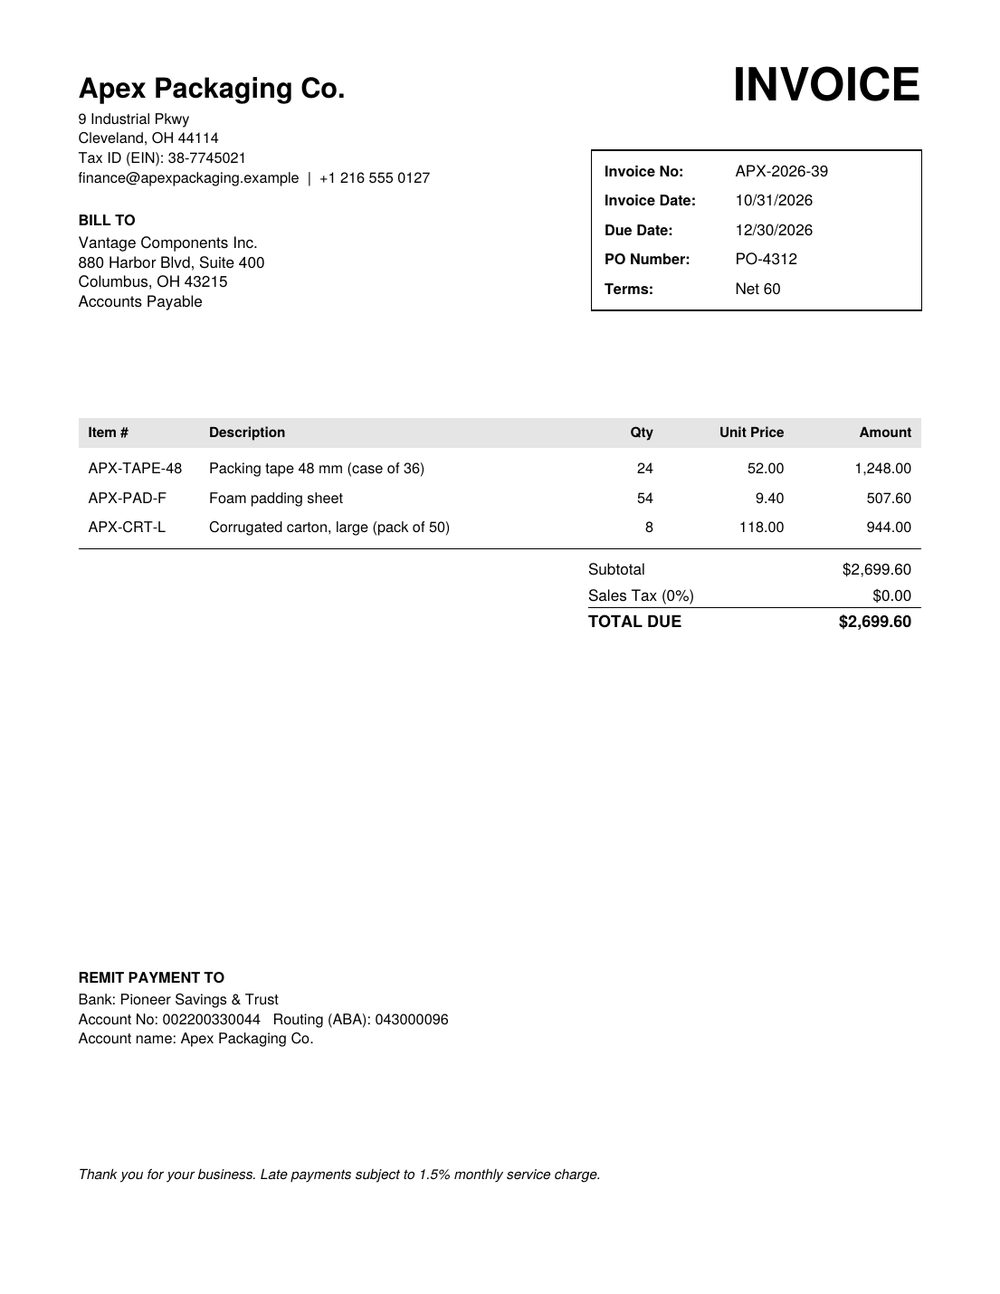 Apex Packaging Co.
INVOICE
9 Industrial Pkwy
Cleveland, OH 44114
Tax ID (EIN): 38-7745021
finance@apexpackaging.example | +1 216 555 0127
Invoice No: APX-2026-39
Invoice Date: 10/31/2026
Due Date: 12/30/2026
PO Number: PO-4312
Terms: Net 60
BILL TO
Vantage Components Inc.
880 Harbor Blvd, Suite 400
Columbus, OH 43215
Accounts Payable
Item # Description Qty Unit Price Amount
APX-TAPE-48 Packing tape 48 mm (case of 36) 24 52.00 1,248.00
APX-PAD-F Foam padding sheet 54 9.40 507.60
APX-CRT-L Corrugated carton, large (pack of 50) 8 118.00 944.00
Subtotal $2,699.60
Sales Tax (0%) $0.00
TOTAL DUE $2,699.60
REMIT PAYMENT TO
Bank: Pioneer Savings & Trust
Account No: 002200330044 Routing (ABA): 043000096
Account name: Apex Packaging Co.
Thank you for your business. Late payments subject to 1.5% monthly service charge.